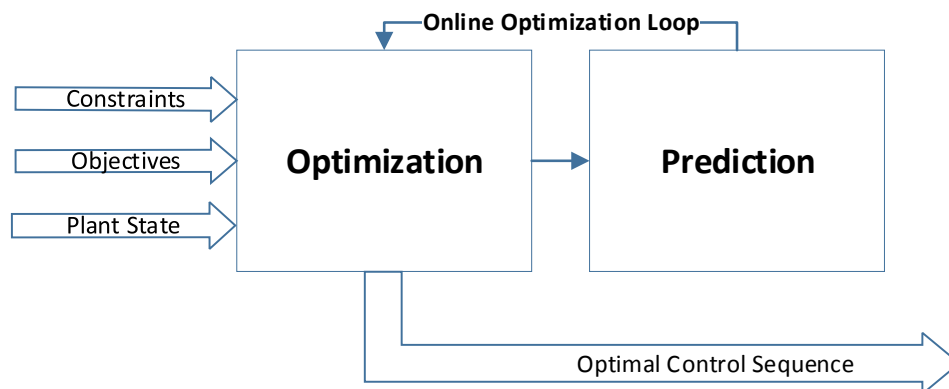 Online Optimization Loop
Constraints
Objectives
Plant State
Optimization
Prediction
Optimal Control Sequence